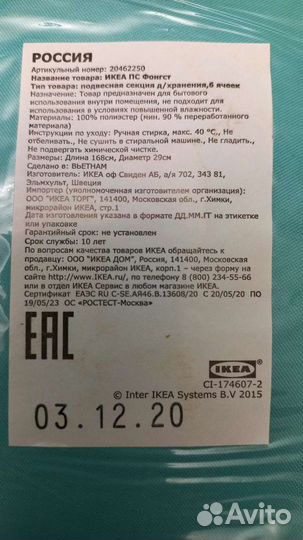 РОССИЯ
Артикульный номер: 20462250
Название товара: ИКЕА ПС Фонгст
Тип товара: подвесная секция д/хранения,6 ячеек
Назначение: Товар предназначен для бытового
использования внутри помещения, не подходит для
использования в условиях повышенной влажности.
Материалы: 100% полиэстер (мин. 90 % переработанного
материала)
Инструкции по уходу: Ручная стирка, макс. 40 °C., Не
отбеливать., Не сушить в стиральной машине., Не гладить.,
Не подвергать химической чистке.
Размеры: Длина 168см, Диаметр 29см
Сделано в: ВЬЕТНАМ
Изготовитель: ИКЕА оф Свиден АБ, а/я 702, 343 81,
Эльмхульт, Швеция
Импортер (уполномоченная изготовителем организация):
ООО "ИКЕА ТОРГ", 141400, Московская обл., г.Химки,
микрорайон ИКЕА, стр.1
Дата изготовления указана в формате ДД.ММ.ГГ на этикетке
или упаковке
Гарантийный срок: не установлен
Срок службы: 10 лет
По вопросам качества товаров ИКЕА обращайтесь к
продавцу: ООО "ИКЕА ДОМ", Россия, 141400, Московская
обл., г.Химки, микрорайон ИКЕА, корп.1 – через форму на
сайте http://www.IKEA.ru/, по телефону 8 (800) 234-55-66
или в отделе ИКЕА Сервис в любом магазине ИКЕА.
Сертификат ЕАЭС RU C-SE.АЯ46.В.13608/20 С 20/05/20 ПО
19/05/23 ОС «РОСТЕСТ-Москва»
EAC
IKEA
CI-174607-2
© Inter IKEA Systems B.V 2015
03.12.20
Avito